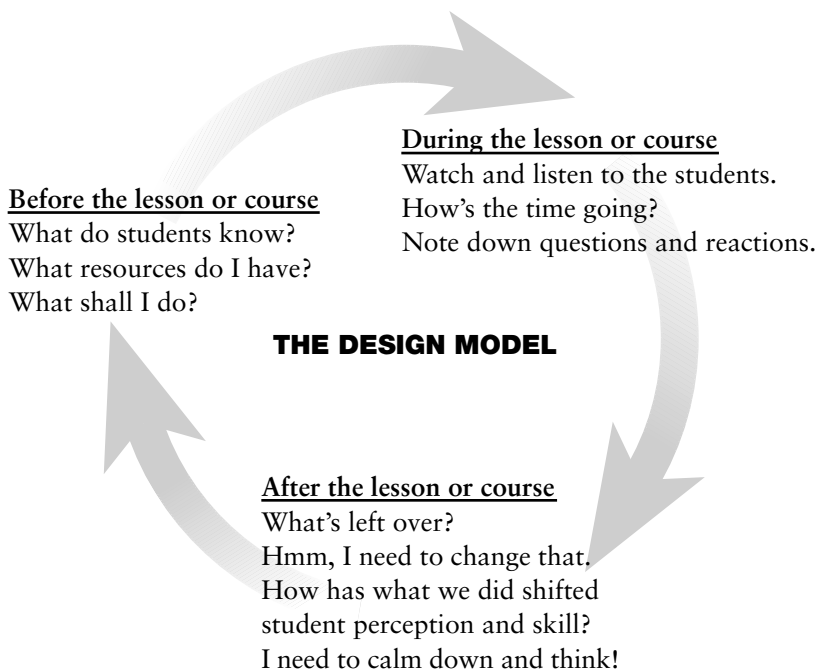 Before the lesson or course
What do students know?
What resources do I have?
What shall I do?
During the lesson or course
Watch and listen to the students.
How's the time going?
Note down questions and reactions.
THE DESIGN MODEL
After the lesson or course
What's left over?
Hmm, I need to change that.
How has what we did shifted
student perception and skill?
I need to calm down and think!